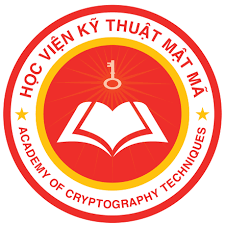 HỌC VIỆN KỸ THUẬT MẬT MÃ
ACADEMY OF CRYPTOGRAPHY TECHNIQUES